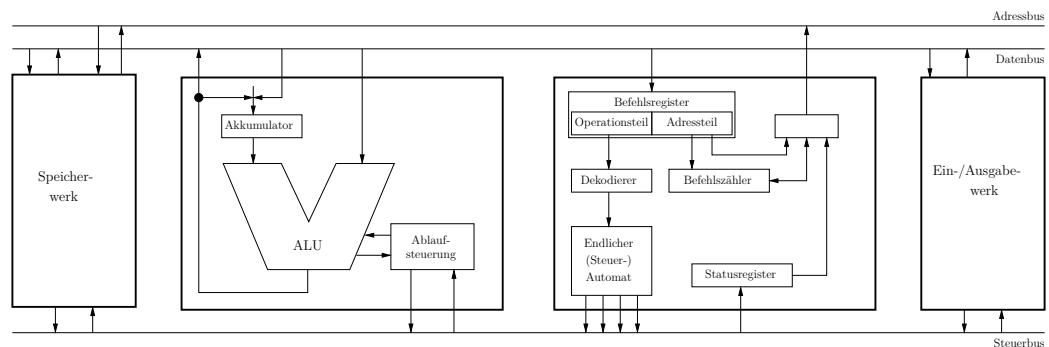 Adressbus
Datenbus
Speicher-
werk
Akkumulator
ALU
Ablauf-
steuerung
Befehlsregister
Operationsteil Adressteil
Dekodierer
Befehlszähler
Endlicher
(Steuer-)
Automat
Statusregister
Ein-/Ausgabe-
werk
Steuerbus